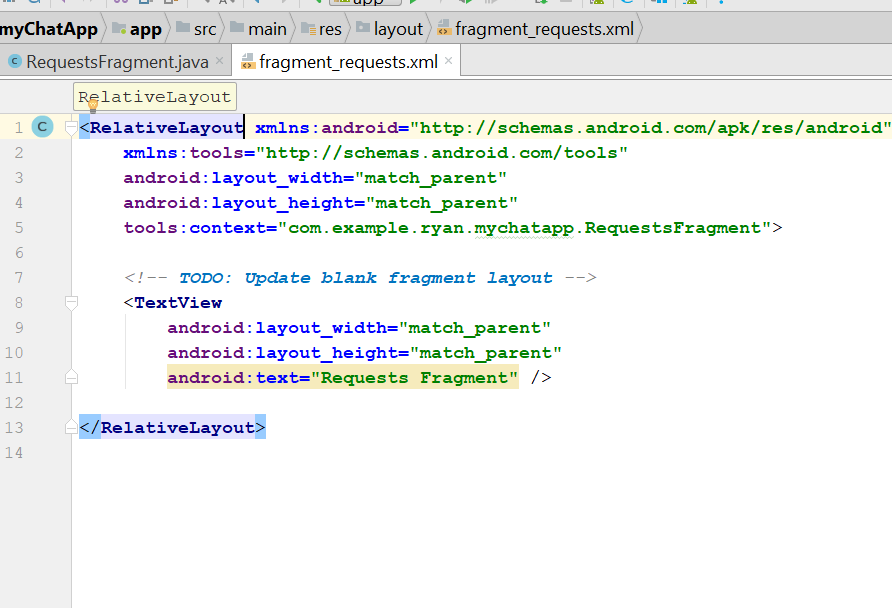 app
myChatApp app src main res layout fragment_requests.xml
C RequestsFragment.java × fragment_requests.xml ×
RelativeLayout
1 C <RelativeLayout xmlns:android="http://schemas.android.com/apk/res/android"
2 xmlns:tools="http://schemas.android.com/tools"
3 android:layout_width="match_parent"
4 android:layout_height="match_parent"
5 tools:context="com.example.ryan.mychatapp.RequestsFragment">
6
7 <!-- TODO: Update blank fragment layout -->
8 <TextView
9 android:layout_width="match_parent"
10 android:layout_height="match_parent"
11 android:text="Requests Fragment" />
12
13 </RelativeLayout>
14